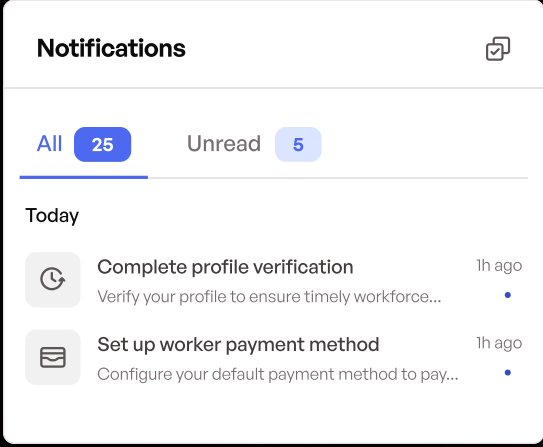 Notifications
All 25 Unread 5
Today
Complete profile verification 1h ago
Verify your profile to ensure timely workforce...
Set up worker payment method 1h ago
Configure your default payment method to pay...